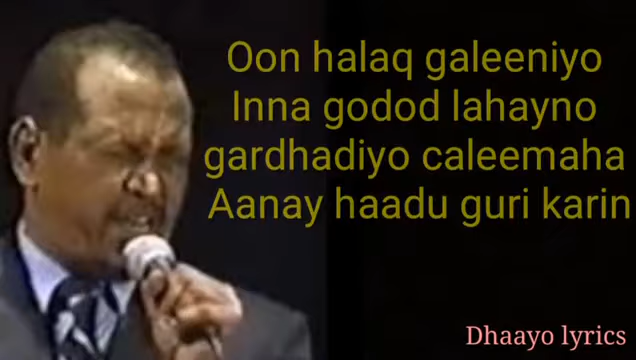 Oon halaq galeeniyo
Inna godod lahayno
gardhadiyo caleemaha
Aanay haadu guri karin
Dhaayo lyrics